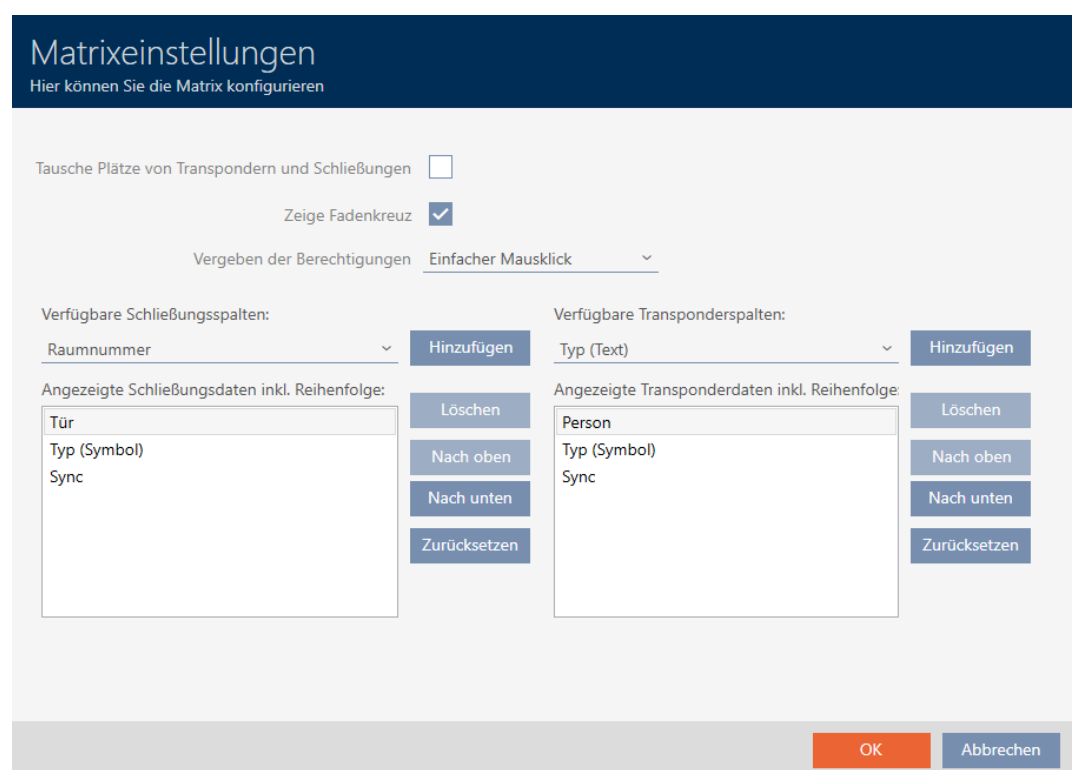 Matrixeinstellungen
Hier können Sie die Matrix konfigurieren
Tausche Plätze von Transpondern und Schließungen
Zeige Fadenkreuz
Vergeben der Berechtigungen Einfacher Mausklick
Verfügbare Schließungsspalten:
Raumnummer Hinzufügen
Angezeigte Schließungsdaten inkl. Reihenfolge:
Tür
Typ (Symbol)
Sync
Löschen
Nach oben
Nach unten
Zurücksetzen
Verfügbare Transponderspalten:
Typ (Text) Hinzufügen
Angezeigte Transponderdaten inkl. Reihenfolge:
Person
Typ (Symbol)
Sync
Löschen
Nach oben
Nach unten
Zurücksetzen
OK Abbrechen